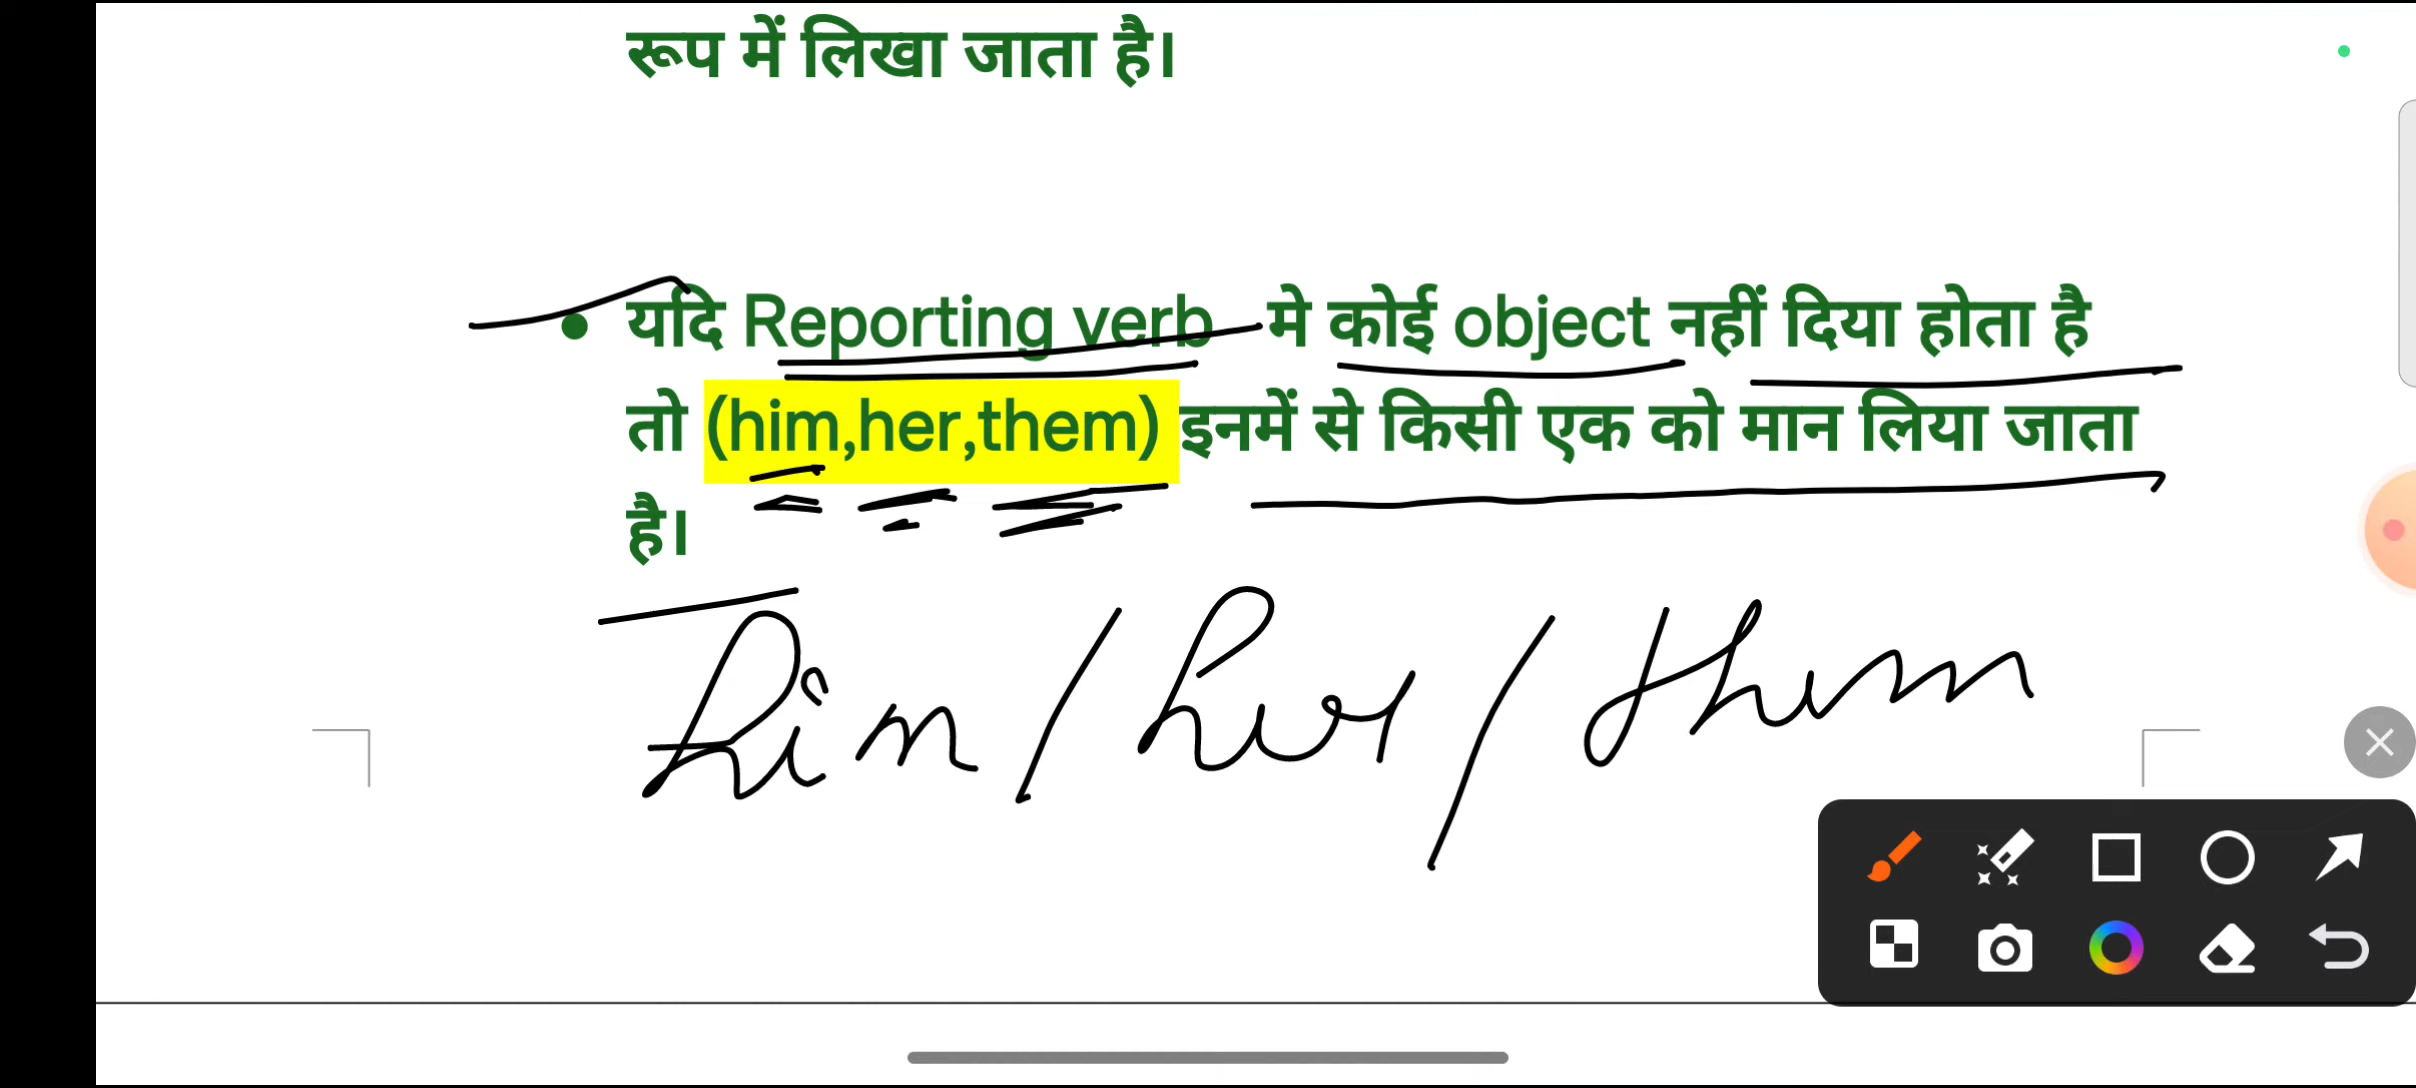 रूप में लिखा जाता है।
यदि Reporting verb मे कोई object नहीं दिया होता है
तो (him,her,them) इनमें से किसी एक को मान लिया जाता
है।
him / her / them